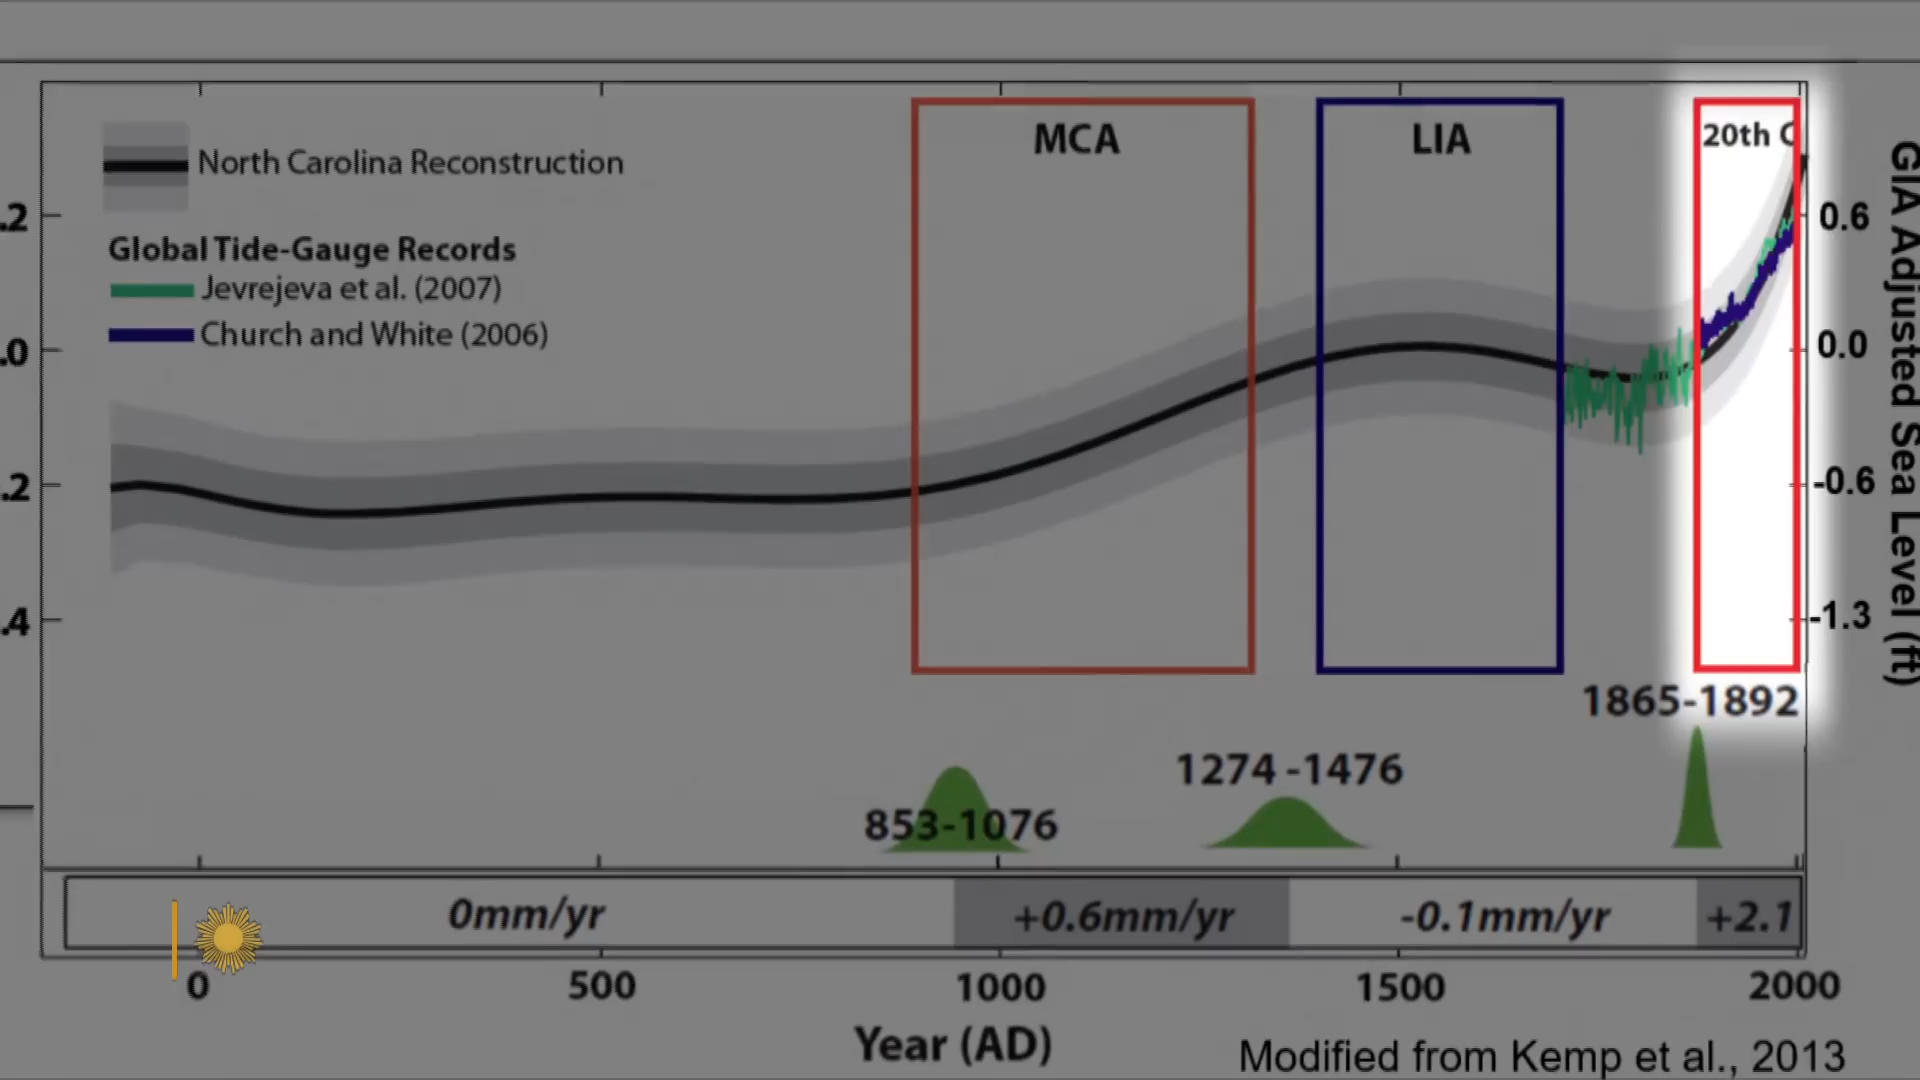 MCA
LIA
20th C
North Carolina Reconstruction
Global Tide-Gauge Records
Jevrejeva et al. (2007)
Church and White (2006)
.2
.0
.2
.4
0.6
0.0
-0.6
-1.3
GIA Adjusted Sea Level (ft)
1865-1892
1274 -1476
853-1076
0mm/yr
+0.6mm/yr
-0.1mm/yr
+2.1
0
500
1000
1500
2000
Year (AD)
Modified from Kemp et al., 2013